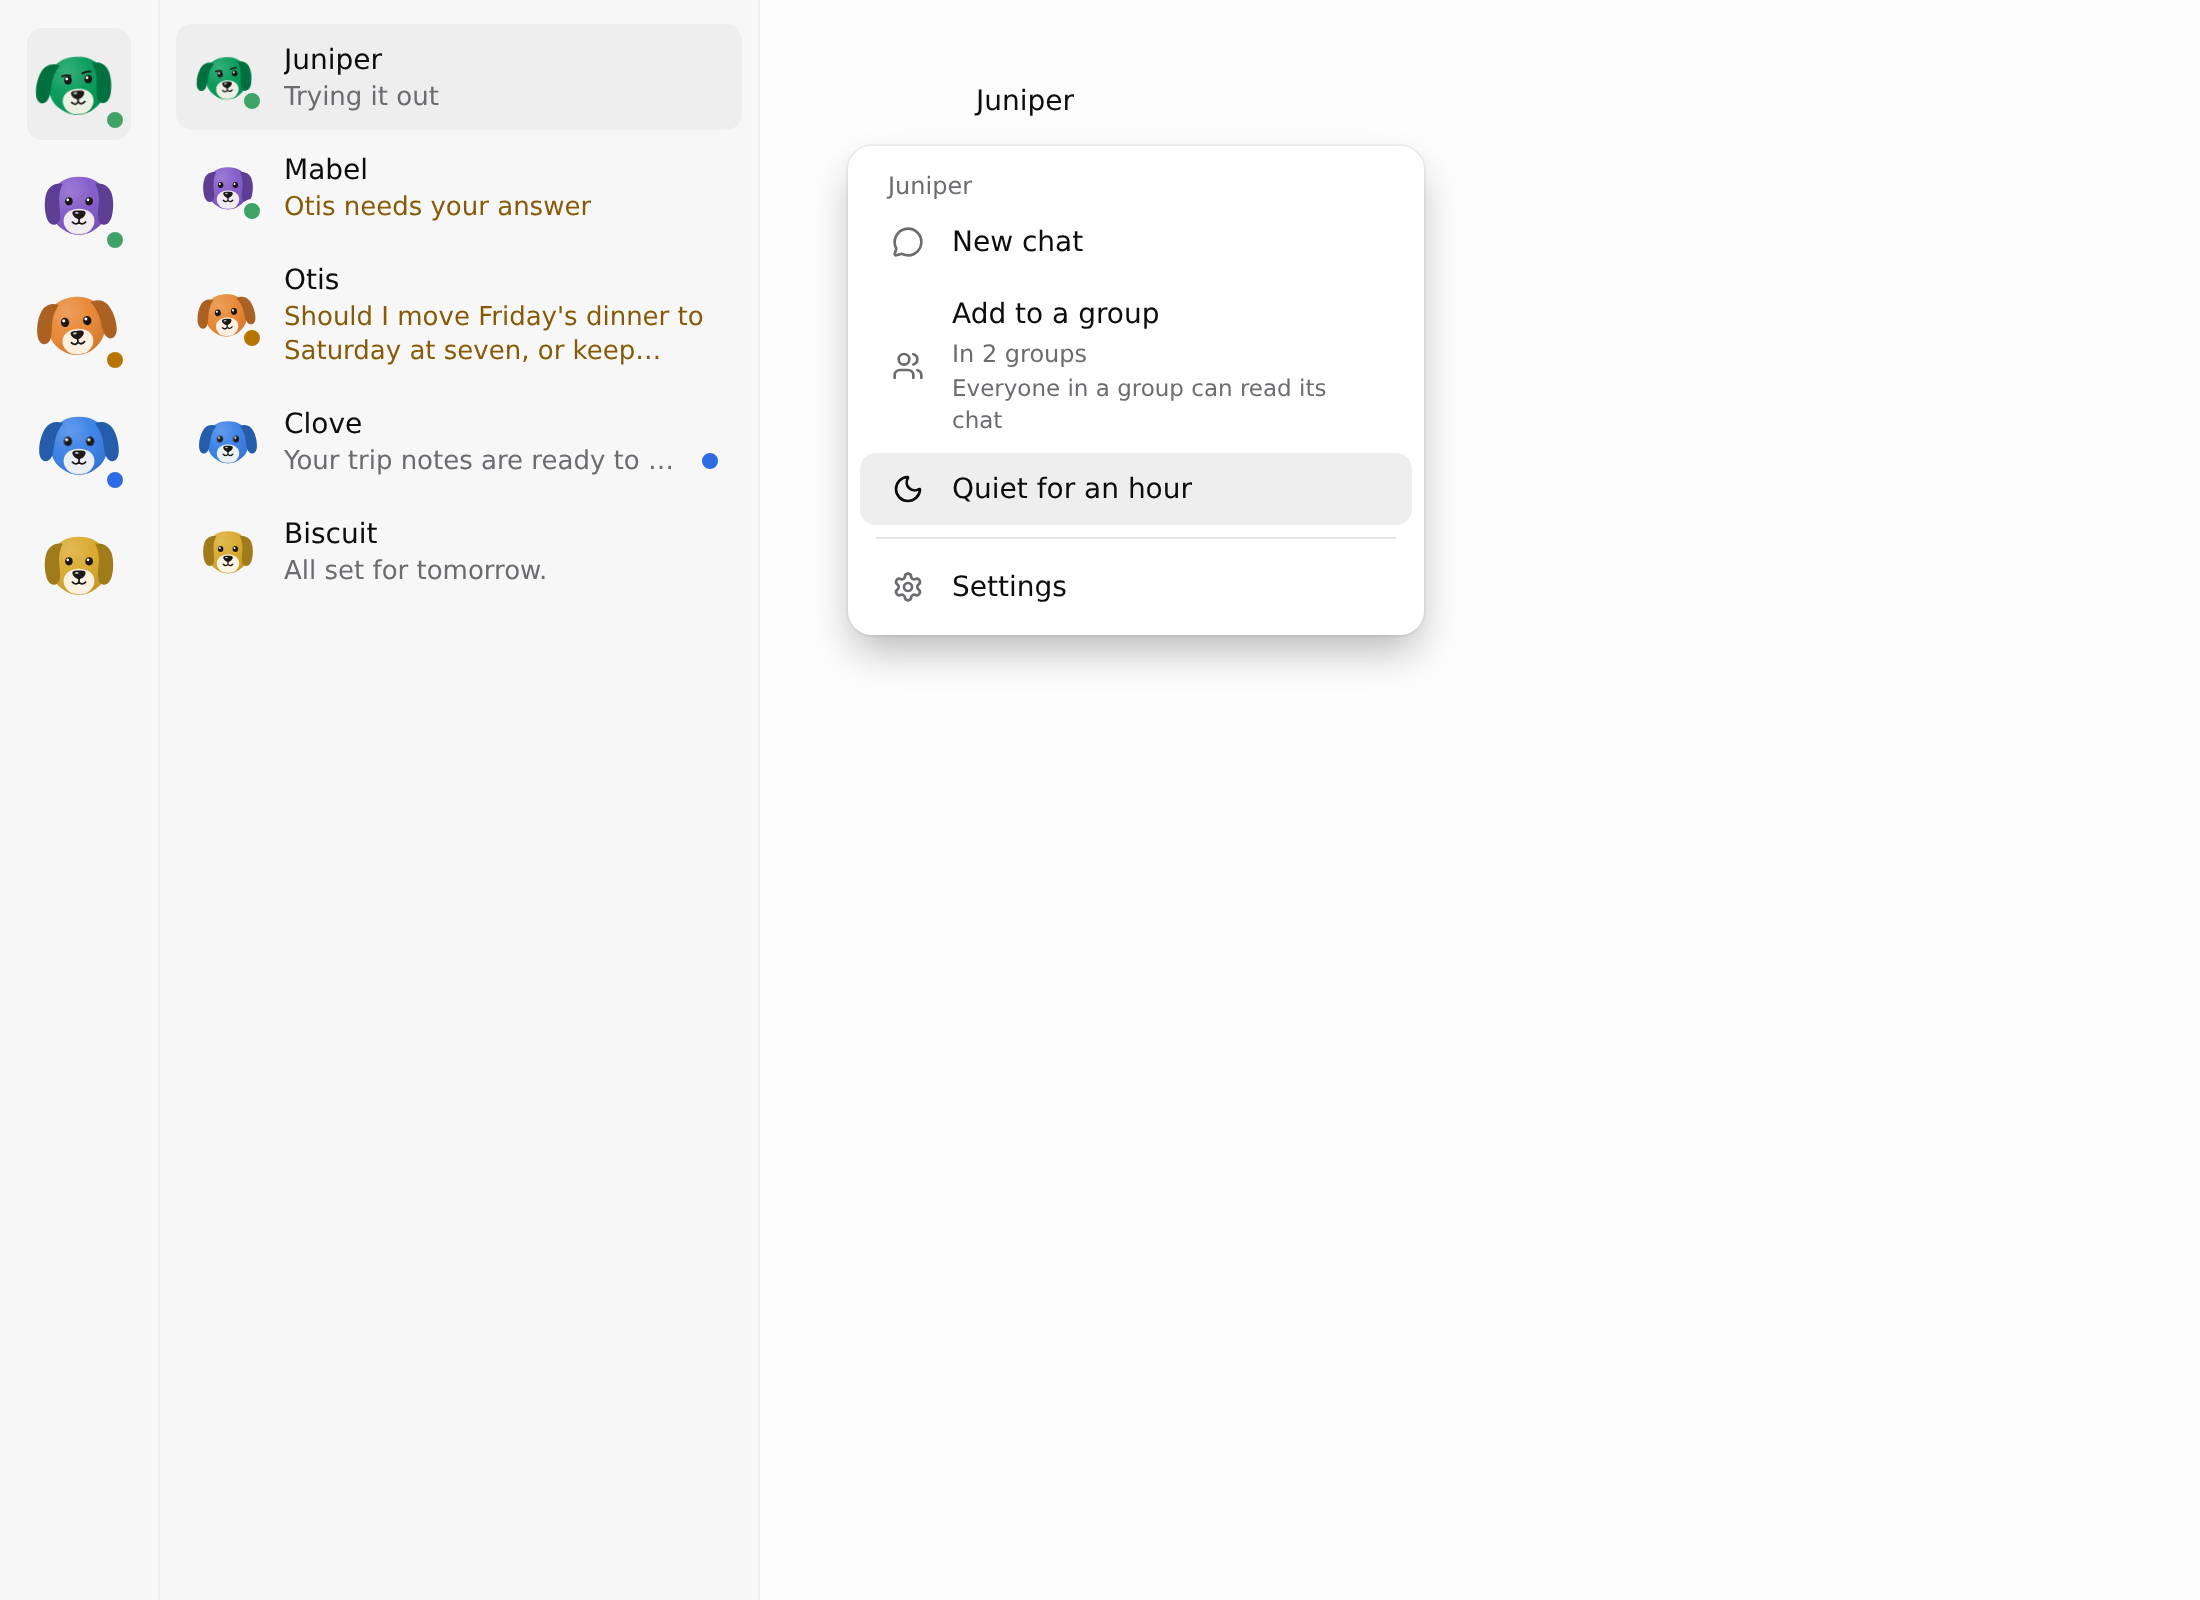 Juniper
Trying it out
Mabel
Otis needs your answer
Otis
Should I move Friday's dinner to
Saturday at seven, or keep…
Clove
Your trip notes are ready to …
Biscuit
All set for tomorrow.
Juniper
Juniper
New chat
Add to a group
In 2 groups
Everyone in a group can read its
chat
Quiet for an hour
Settings